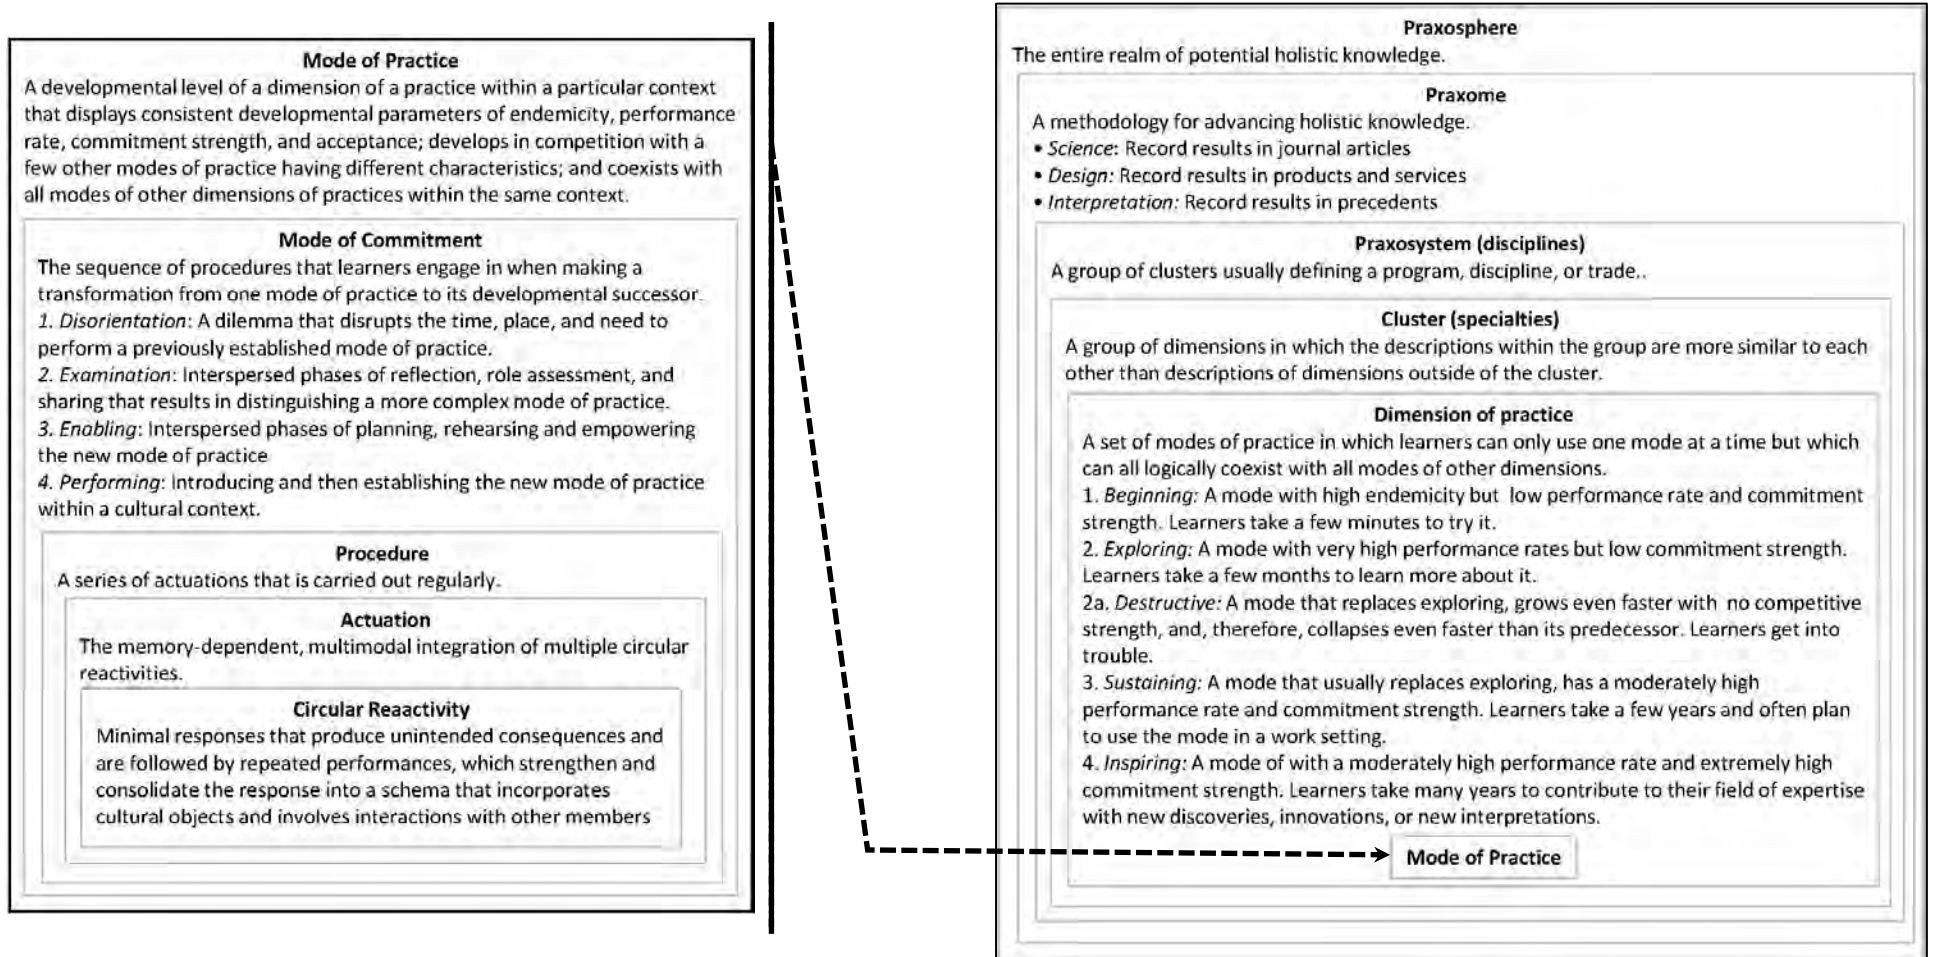 Mode of Practice
A developmental level of a dimension of a practice within a particular context
that displays consistent developmental parameters of endemicity, performance
rate, commitment strength, and acceptance; develops in competition with a
few other modes of practice having different characteristics; and coexists with
all modes of other dimensions of practices within the same context.
Mode of Commitment
The sequence of procedures that learners engage in when making a
transformation from one mode of practice to its developmental successor.
1. Disorientation: A dilemma that disrupts the time, place, and need to
perform a previously established mode of practice.
2. Examination: Interspersed phases of reflection, role assessment, and
sharing that results in distinguishing a more complex mode of practice.
3. Enabling: Interspersed phases of planning, rehearsing and empowering
the new mode of practice
4. Performing: Introducing and then establishing the new mode of practice
within a cultural context.
Procedure
A series of actuations that is carried out regularly.
Actuation
The memory-dependent, multimodal integration of multiple circular
reactivities.
Circular Reaactivity
Minimal responses that produce unintended consequences and
are followed by repeated performances, which strengthen and
consolidate the response into a schema that incorporates
cultural objects and involves interactions with other members
Praxosphere
The entire realm of potential holistic knowledge.
Praxome
A methodology for advancing holistic knowledge.
• Science: Record results in journal articles
• Design: Record results in products and services
• Interpretation: Record results in precedents
Praxosystem (disciplines)
A group of clusters usually defining a program, discipline, or trade..
Cluster (specialties)
A group of dimensions in which the descriptions within the group are more similar to each
other than descriptions of dimensions outside of the cluster.
Dimension of practice
A set of modes of practice in which learners can only use one mode at a time but which
can all logically coexist with all modes of other dimensions.
1. Beginning: A mode with high endemicity but low performance rate and commitment
strength. Learners take a few minutes to try it.
2. Exploring: A mode with very high performance rates but low commitment strength.
Learners take a few months to learn more about it.
2a. Destructive: A mode that replaces exploring, grows even faster with no competitive
strength, and, therefore, collapses even faster than its predecessor. Learners get into
trouble.
3. Sustaining: A mode that usually replaces exploring, has a moderately high
performance rate and commitment strength. Learners take a few years and often plan
to use the mode in a work setting.
4. Inspiring: A mode of with a moderately high performance rate and extremely high
commitment strength. Learners take many years to contribute to their field of expertise
with new discoveries, innovations, or new interpretations.
Mode of Practice